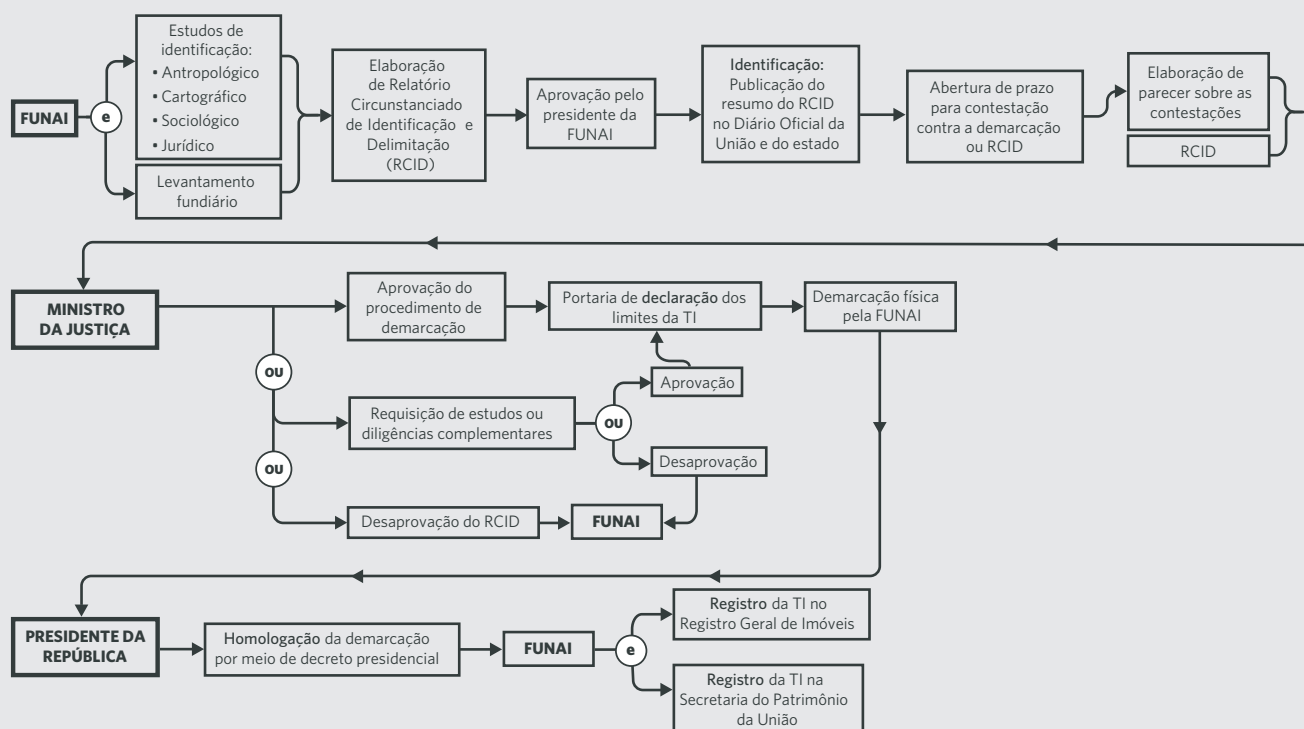 FUNAI
e
Estudos de
identificação:
▪ Antropológico
▪ Cartográfico
▪ Sociológico
▪ Jurídico
Levantamento
fundiário
Elaboração
de Relatório
Circunstanciado
de Identificação e
Delimitação
(RCID)
Aprovação pelo
presidente da
FUNAI
Identificação:
Publicação do
resumo do RCID
no Diário Oficial da
União e do estado
Abertura de prazo
para contestação
contra a demarcação
ou RCID
Elaboração de
parecer sobre as
contestações
RCID
MINISTRO
DA JUSTIÇA
Aprovação do
procedimento de
demarcação
Portaria de declaração dos
limites da TI
Demarcação física
pela FUNAI
OU
Requisição de estudos ou
diligências complementares
OU
Aprovação
Desaprovação
OU
Desaprovação do RCID
FUNAI
PRESIDENTE DA
REPÚBLICA
Homologação da demarcação
por meio de decreto presidencial
FUNAI
e
Registro da TI no
Registro Geral de Imóveis
Registro da TI na
Secretaria do Patrimônio
da União